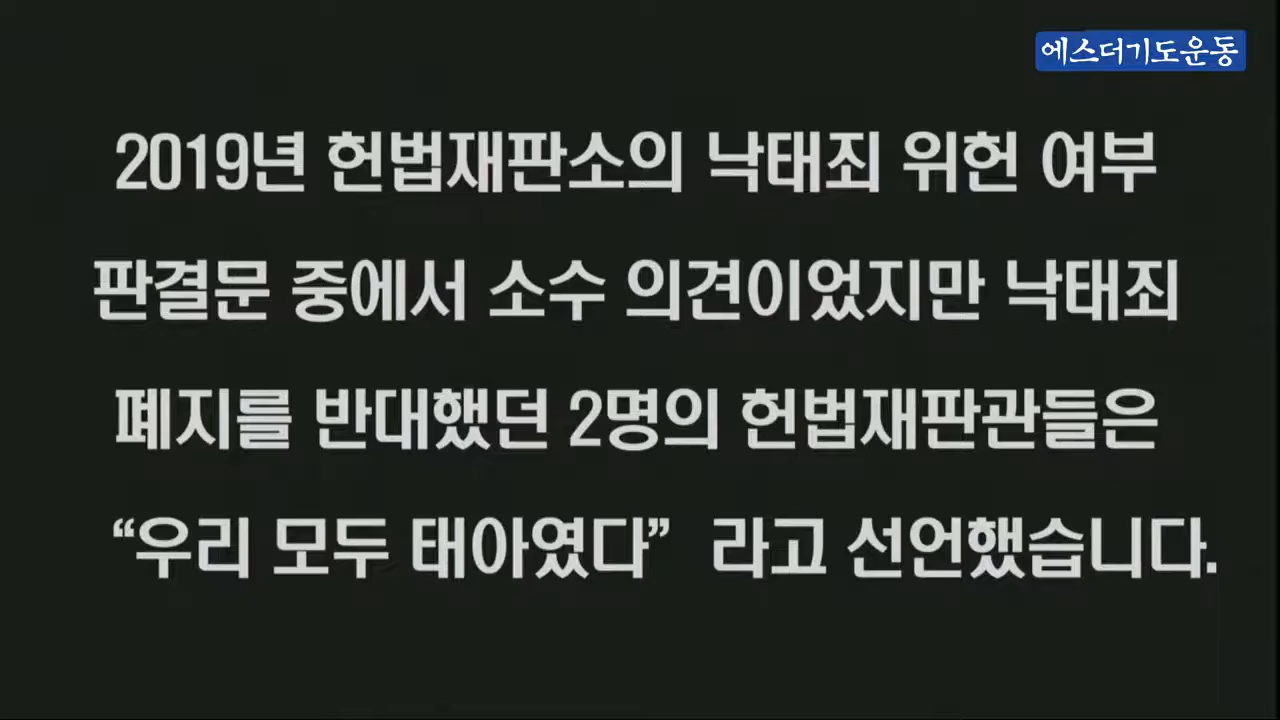 에스더기도운동
2019년 헌법재판소의 낙태죄 위헌 여부
판결문 중에서 소수 의견이었지만 낙태죄
폐지를 반대했던 2명의 헌법재판관들은
“우리 모두 태아였다” 라고 선언했습니다.